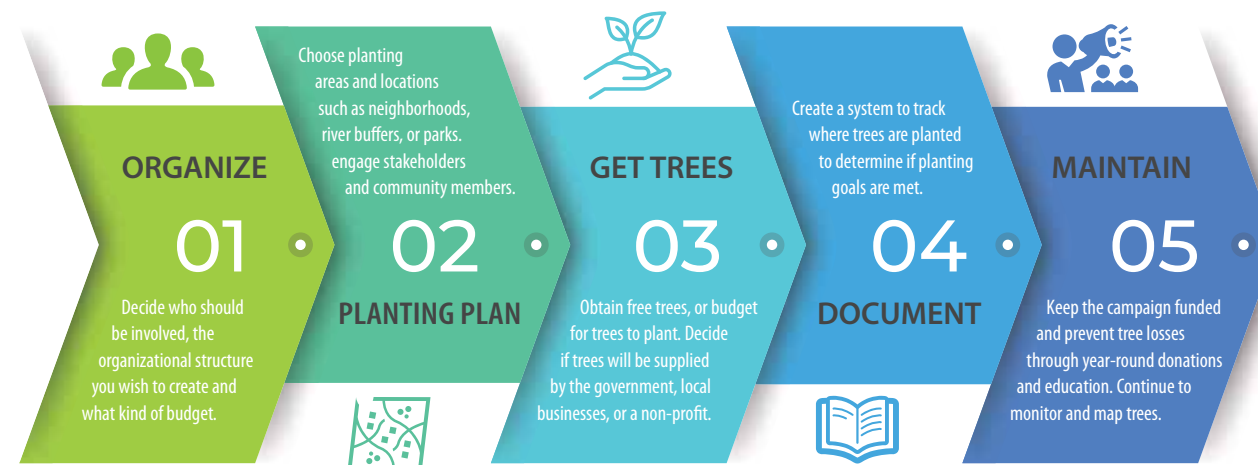 ORGANIZE
01
Decide who should
be involved, the
organizational structure
you wish to create and
what kind of budget.
Choose planting
areas and locations
such as neighborhoods,
river buffers, or parks.
engage stakeholders
and community members.
02
PLANTING PLAN
GET TREES
03
Obtain free trees, or budget
for trees to plant. Decide
if trees will be supplied
by the government, local
businesses, or a non-profit.
Create a system to track
where trees are planted
to determine if planting
goals are met.
04
DOCUMENT
MAINTAIN
05
Keep the campaign funded
and prevent tree losses
through year-round donations
and education. Continue to
monitor and map trees.